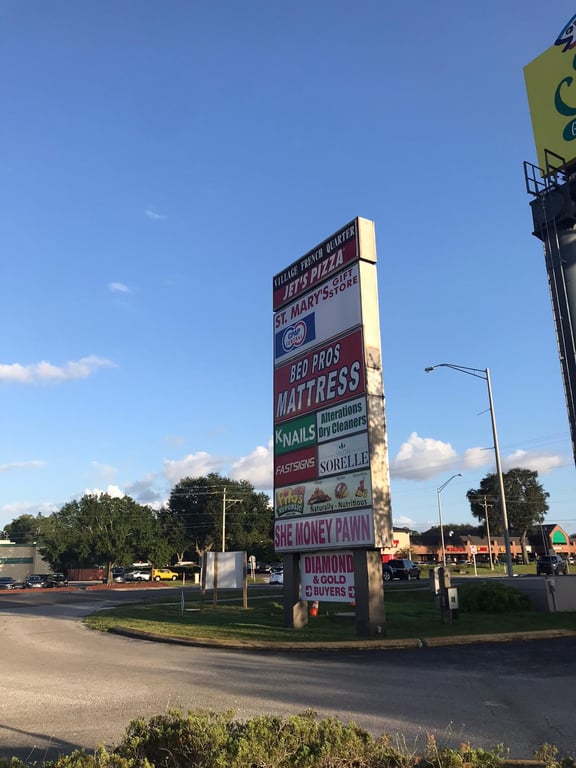 VILLAGE FRENCH QUARTER
JET'S PIZZA
ST. MARY'S GIFT
STORE
BED PROS
MATTRESS
KNAILS
Alterations
Dry Cleaners
FASTSIGNS
SORELLE
Naturally - Nutritious
SHE MONEY PAWN
DIAMOND
& GOLD
BUYERS